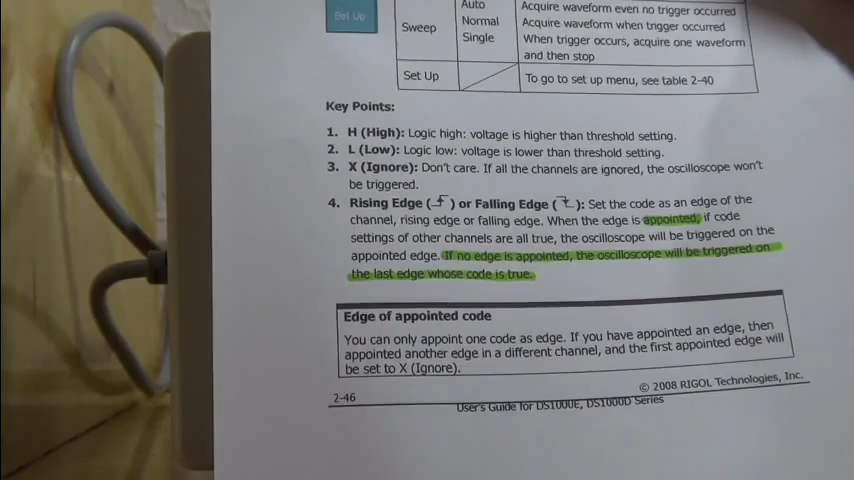 Auto
Acquire waveform even no trigger occurred
Set Up
Sweep
Normal
Acquire waveform when trigger occurred
Single
When trigger occurs, acquire one waveform
and then stop
Set Up
To go to set up menu, see table 2-40
Key Points:
1. H (High): Logic high: voltage is higher than threshold setting.
2. L (Low): Logic low: voltage is lower than threshold setting.
3. X (Ignore): Don't care. If all the channels are ignored, the oscilloscope won't
be triggered.
4. Rising Edge ( ) or Falling Edge ( ): Set the code as an edge of the
channel, rising edge or falling edge. When the edge is appointed, if code
settings of other channels are all true, the oscilloscope will be triggered on the
appointed edge. If no edge is appointed, the oscilloscope will be triggered on
the last edge whose code is true.
Edge of appointed code
You can only appoint one code as edge. If you have appointed an edge, then
appointed another edge in a different channel, and the first appointed edge will
be set to X (Ignore).
© 2008 RIGOL Technologies, Inc.
2-46
User's Guide for DS1000E, DS1000D Series